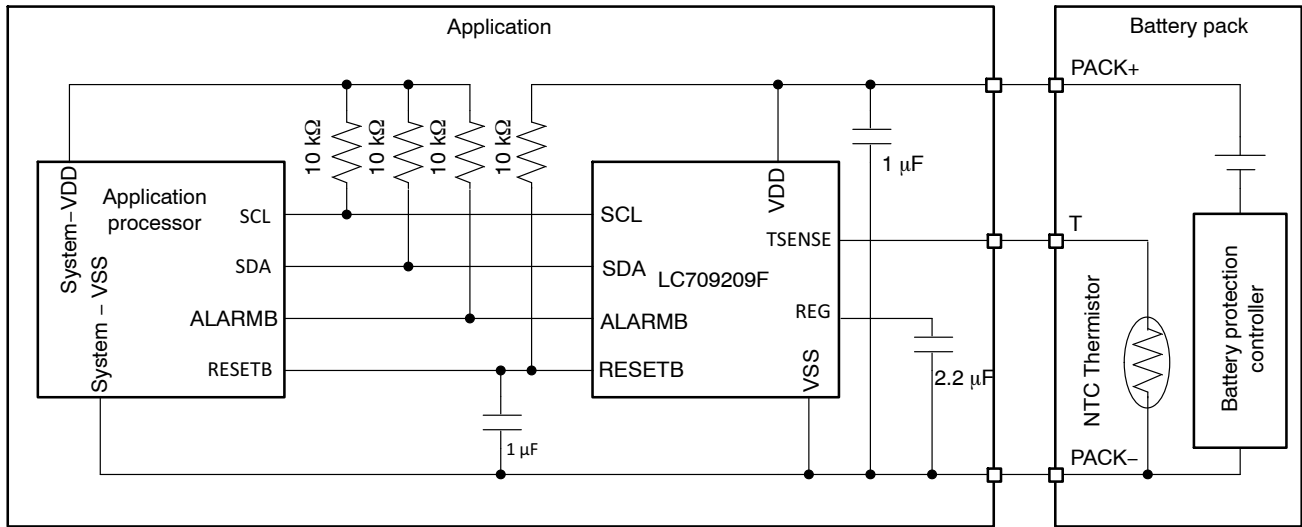 Application
Battery pack
PACK+
10 kΩ
10 kΩ
10 kΩ
10 kΩ
1 μF
System−VDD
Application
processor
SCL
SCL
VDD
T
TSENSE
SDA
SDA
LC709209F
System − VSS
ALARMB
ALARMB
REG
RESETB
RESETB
VSS
2.2 μF
NTC Thermistor
Battery protection
controller
1 μF
PACK−